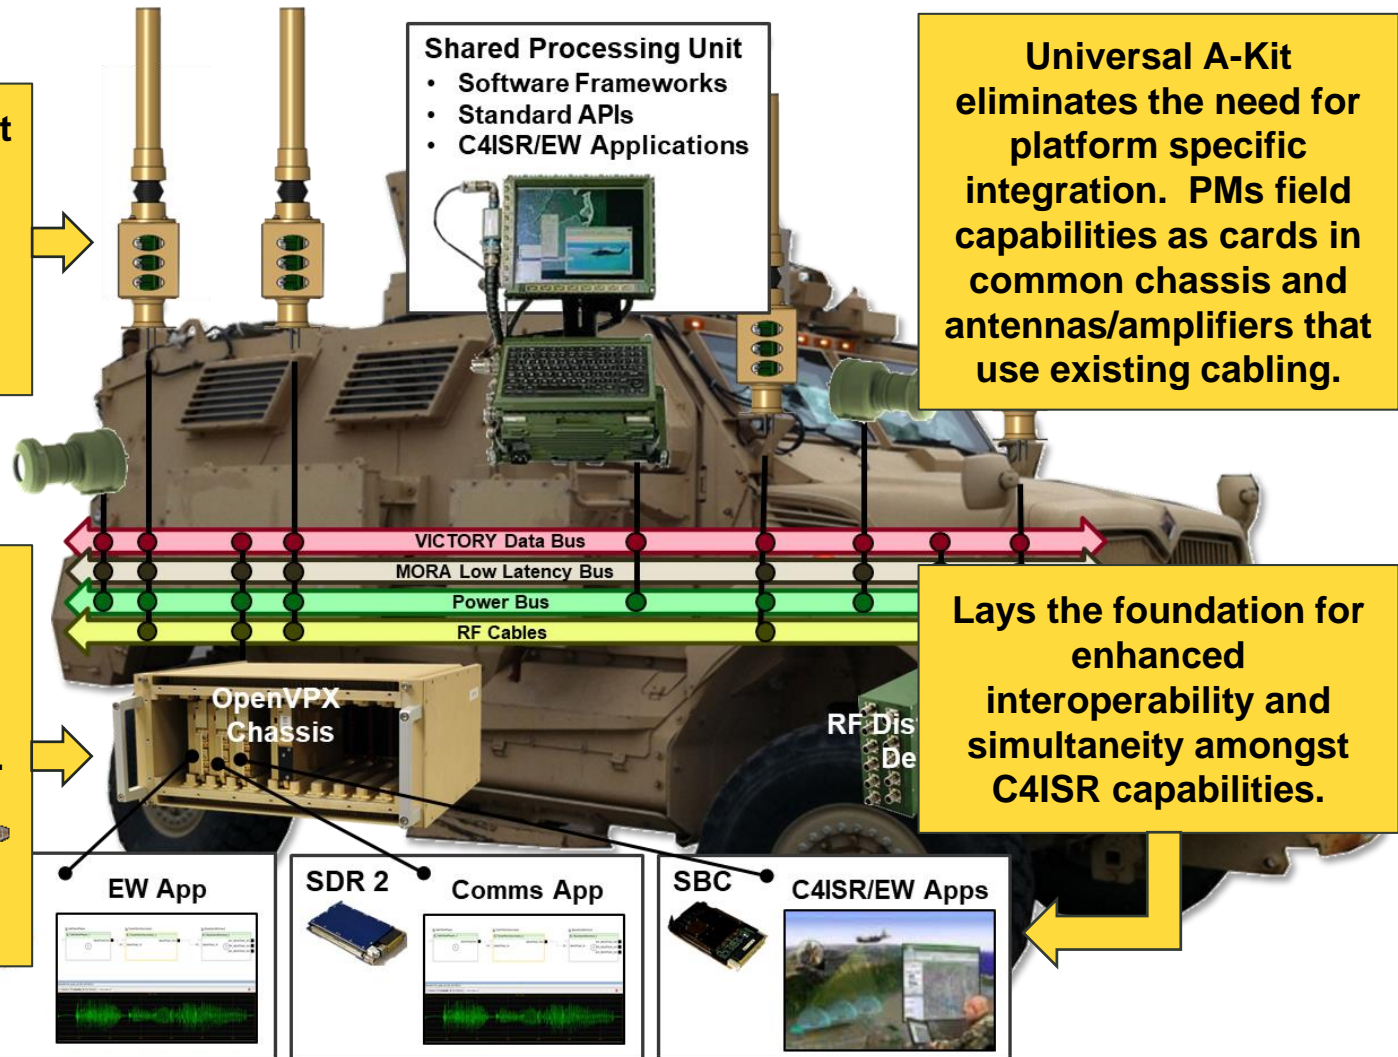 Shared Processing Unit
• Software Frameworks
• Standard APIs
• C4ISR/EW Applications
Universal A-Kit
eliminates the need for
platform specific
integration. PMs field
capabilities as cards in
common chassis and
antennas/amplifiers that
use existing cabling.
VICTORY Data Bus
MORA Low Latency Bus
Power Bus
RF Cables
OpenVPX
Chassis
RF Dis
De
Lays the foundation for
enhanced
interoperability and
simultaneity amongst
C4ISR capabilities.
EW App
SDR 2
Comms App
SBC
C4ISR/EW Apps